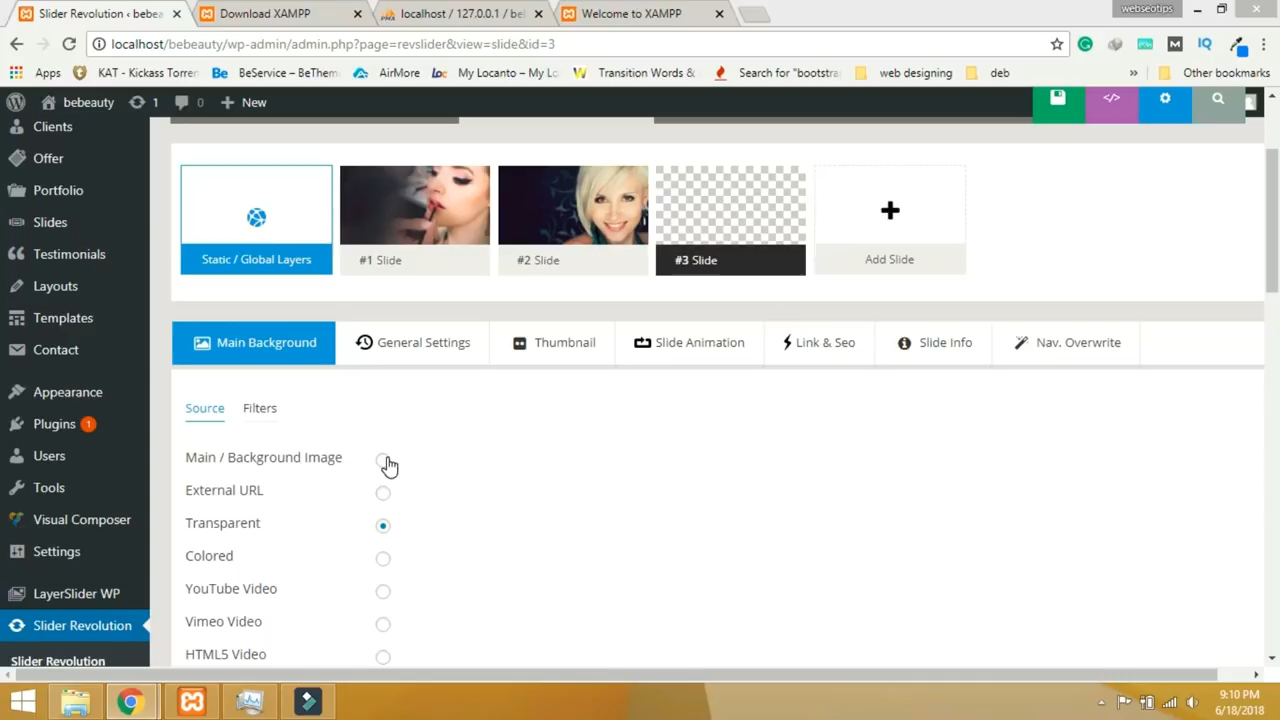 Slider Revolution ‹ bebea
Download XAMPP
localhost / 127.0.0.1 / bel
Welcome to XAMPP
webseotips
localhost/bebeauty/wp-admin/admin.php?page=revslider&view=slide&id=3
Apps
KAT - Kickass Torren
BeService – BeThem
AirMore
My Locanto – My Lo
Transition Words &
Search for "bootstra
web designing
deb
»
Other bookmarks
bebeauty
1
0
New
Clients
Offer
Portfolio
Slides
Testimonials
Layouts
Templates
Contact
Appearance
Plugins 1
Users
Tools
Visual Composer
Settings
LayerSlider WP
Slider Revolution
Slider Revolution
Static / Global Layers
#1 Slide
#2 Slide
#3 Slide
Add Slide
Main Background
General Settings
Thumbnail
Slide Animation
Link & Seo
Slide Info
Nav. Overwrite
Source
Filters
Main / Background Image
External URL
Transparent
Colored
YouTube Video
Vimeo Video
HTML5 Video
9:10 PM
6/18/2018